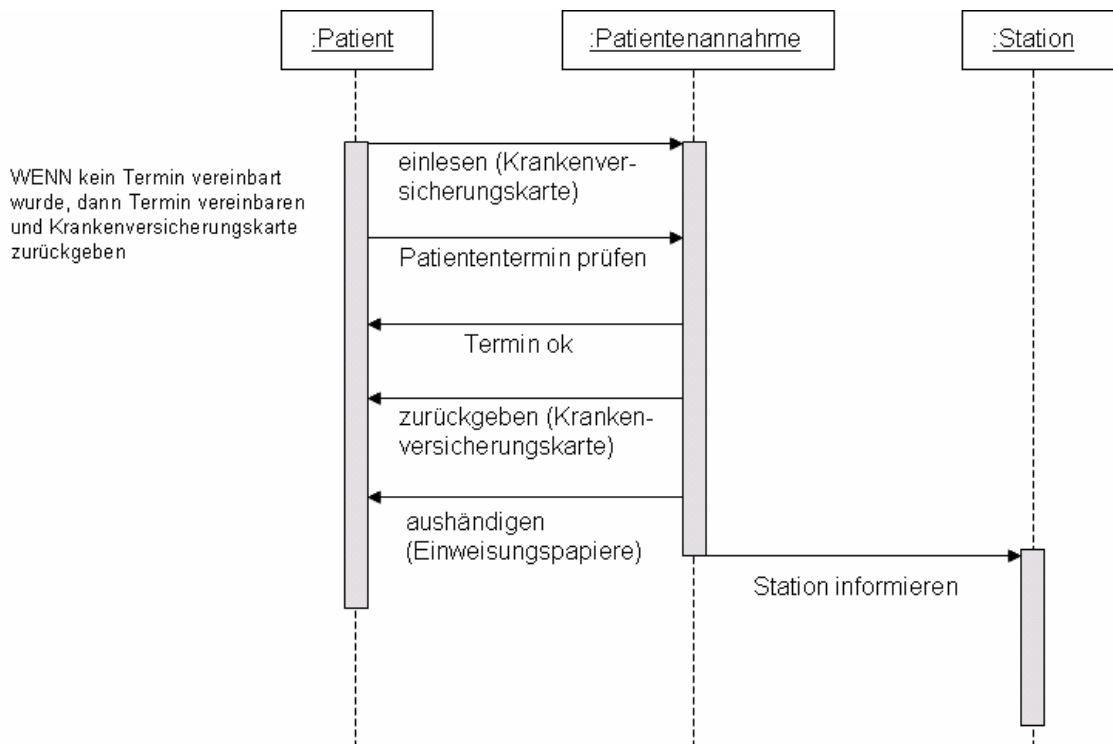 :Patient
:Patientenannahme
:Station
einlesen (Krankenver-
sicherungskarte)
WENN kein Termin vereinbart
wurde, dann Termin vereinbaren
und Krankenversicherungskarte
zurückgeben
Patiententermin prüfen
Termin ok
zurückgeben (Kranken-
versicherungskarte)
aushändigen
(Einweisungspapiere)
Station informieren